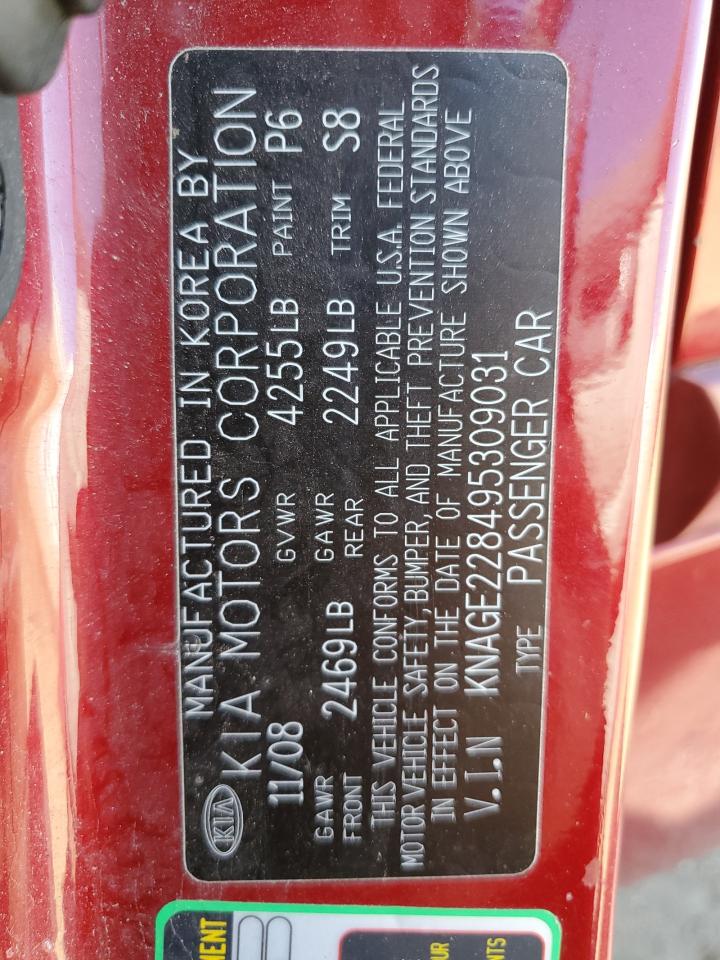 MANUFACTURED IN KOREA BY
KIA KIA MOTORS CORPORATION
11/08 GVWR 4255LB PAINT P6
GAWR FRONT 2469LB GAWR REAR 2249LB TRIM S8
THIS VEHICLE CONFORMS TO ALL APPLICABLE U.S.A. FEDERAL
MOTOR VEHICLE SAFETY, BUMPER, AND THEFT PREVENTION STANDARDS
IN EFFECT ON THE DATE OF MANUFACTURE SHOWN ABOVE
V.I.N KNAGE228495309031
TYPE PASSENGER CAR